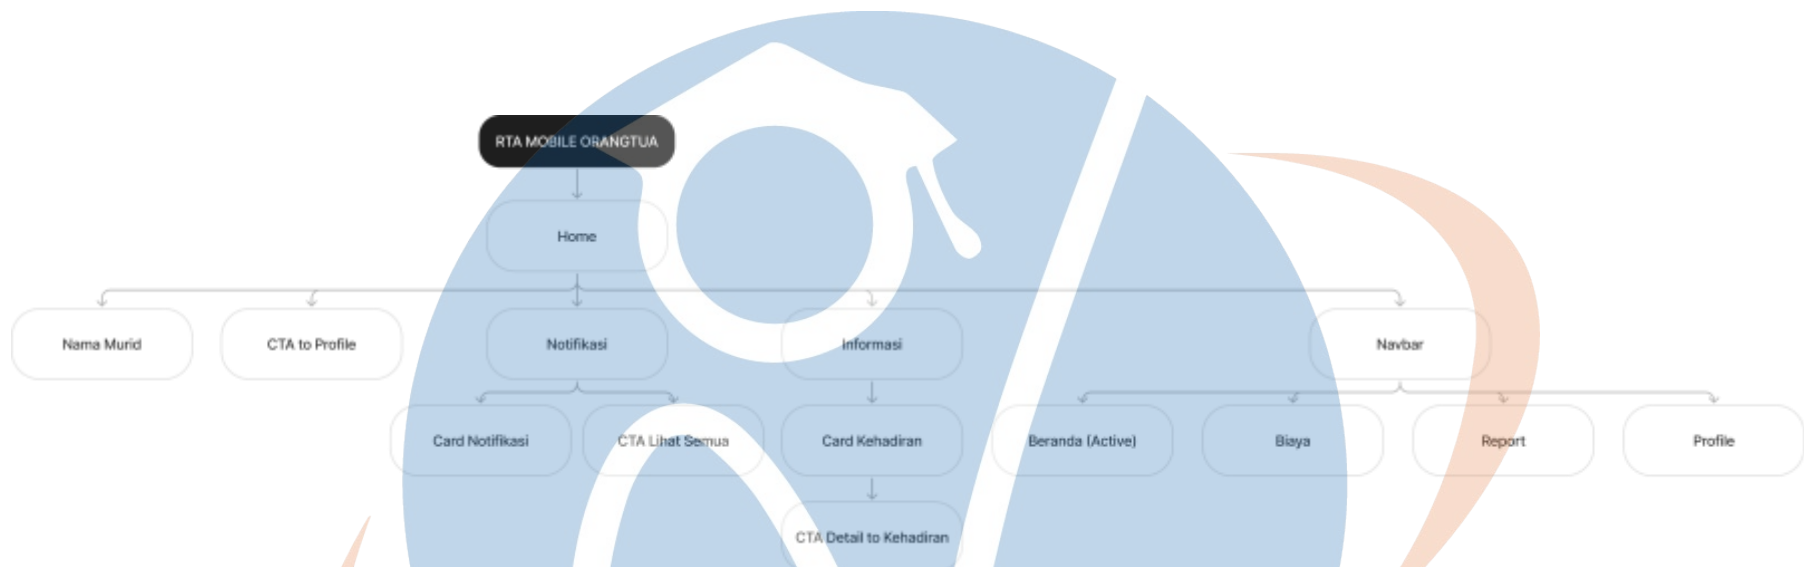 RTA MOBILE ORANGTUA
Home
Nama Murid
CTA to Profile
Notifikasi
Informasi
Navbar
Card Notifikasi
CTA Lihat Semua
Card Kehadiran
Beranda (Active)
Biaya
Report
Profile
CTA Detail to Kehadiran